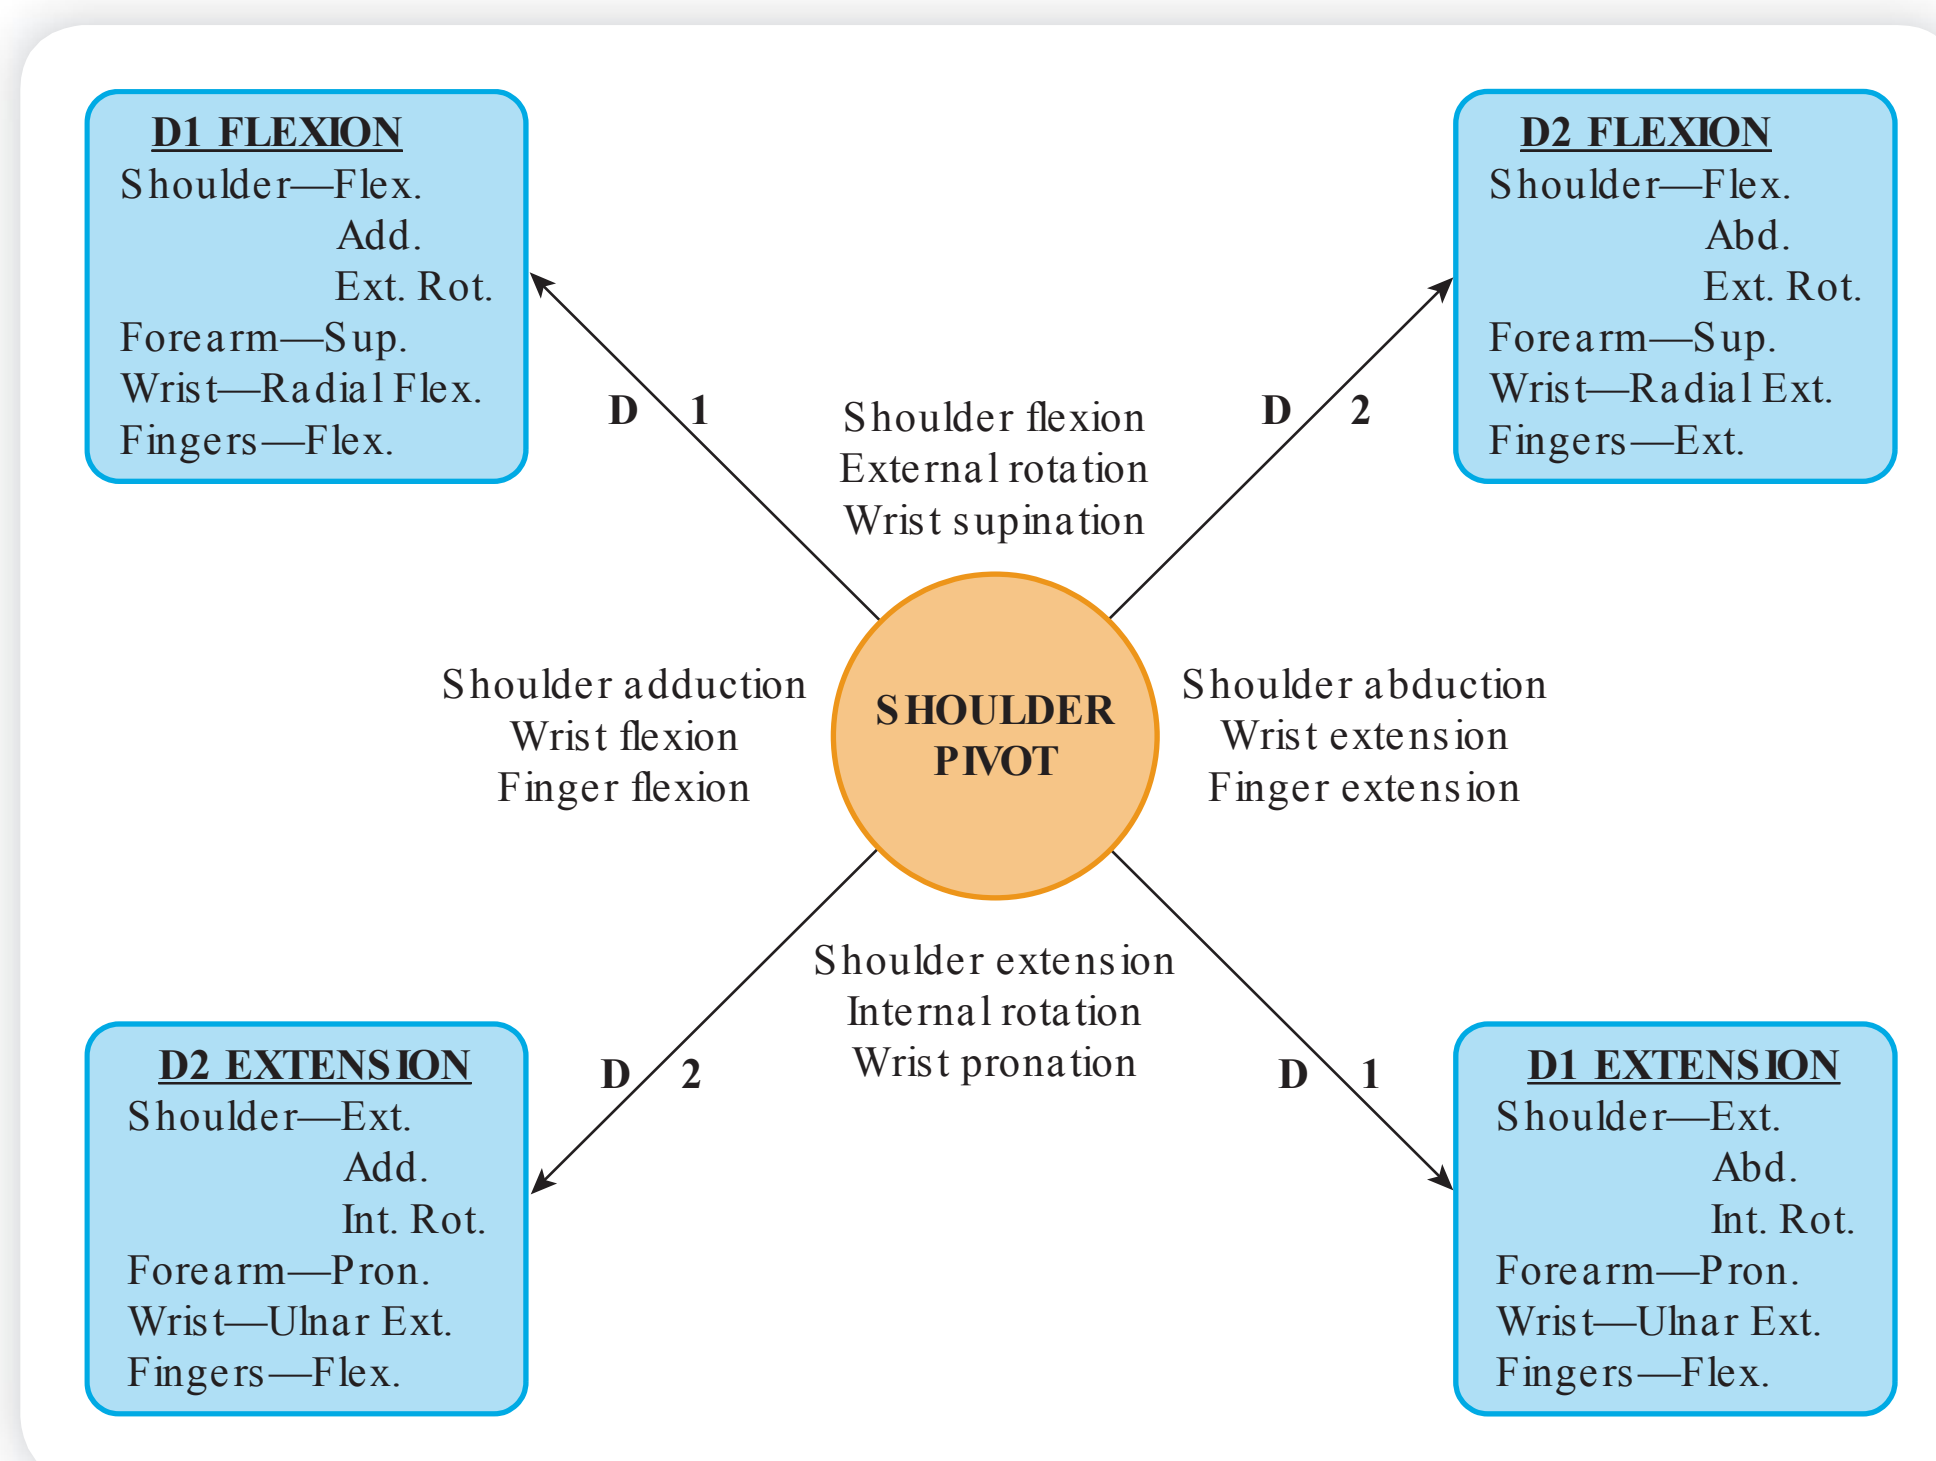 D1 FLEXION
Shoulder—Flex.
Add.
Ext. Rot.
Forearm—Sup.
Wrist—Radial Flex.
Fingers—Flex.
D2 FLEXION
Shoulder—Flex.
Abd.
Ext. Rot.
Forearm—Sup.
Wrist—Radial Ext.
Fingers—Ext.
D 1
Shoulder flexion
External rotation
Wrist supination
D 2
Shoulder adduction
Wrist flexion
Finger flexion
SHOULDER
PIVOT
Shoulder abduction
Wrist extension
Finger extension
D 2
Shoulder extension
Internal rotation
Wrist pronation
D 1
D2 EXTENSION
Shoulder—Ext.
Add.
Int. Rot.
Forearm—Pron.
Wrist—Ulnar Ext.
Fingers—Flex.
D1 EXTENSION
Shoulder—Ext.
Abd.
Int. Rot.
Forearm—Pron.
Wrist—Ulnar Ext.
Fingers—Flex.